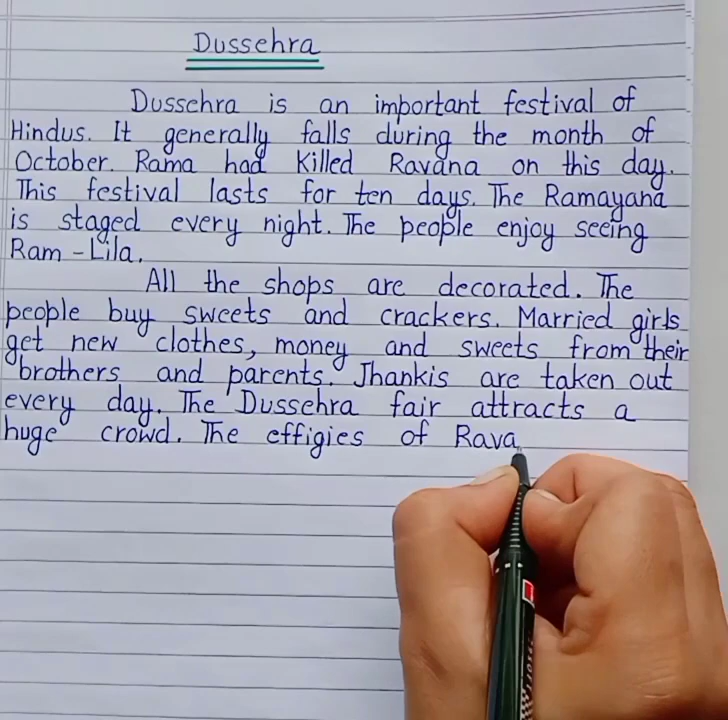 Dussehra
Dussehra is an important festival of
Hindus. It generally falls during the month of
October. Rama had Killed Ravana on this day.
This festival lasts for ten days. The Ramayana
is staged every night. The people enjoy seeing
Ram - Lila.
All the shops are decorated. The
people buy sweets and crackers. Married girls
get new clothes, money and sweets from their
brothers and parents. Jhankis are taken out
every day. The Dussehra fair attracts a
huge crowd. The effigies of Rava